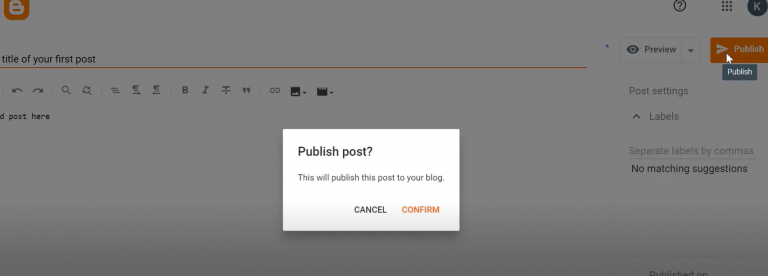 K
title of your first post
Preview
Publish
Publish
B I
d post here
Post settings
Labels
Separate labels by commas
No matching suggestions
Publish post?
This will publish this post to your blog.
CANCEL CONFIRM
Published on